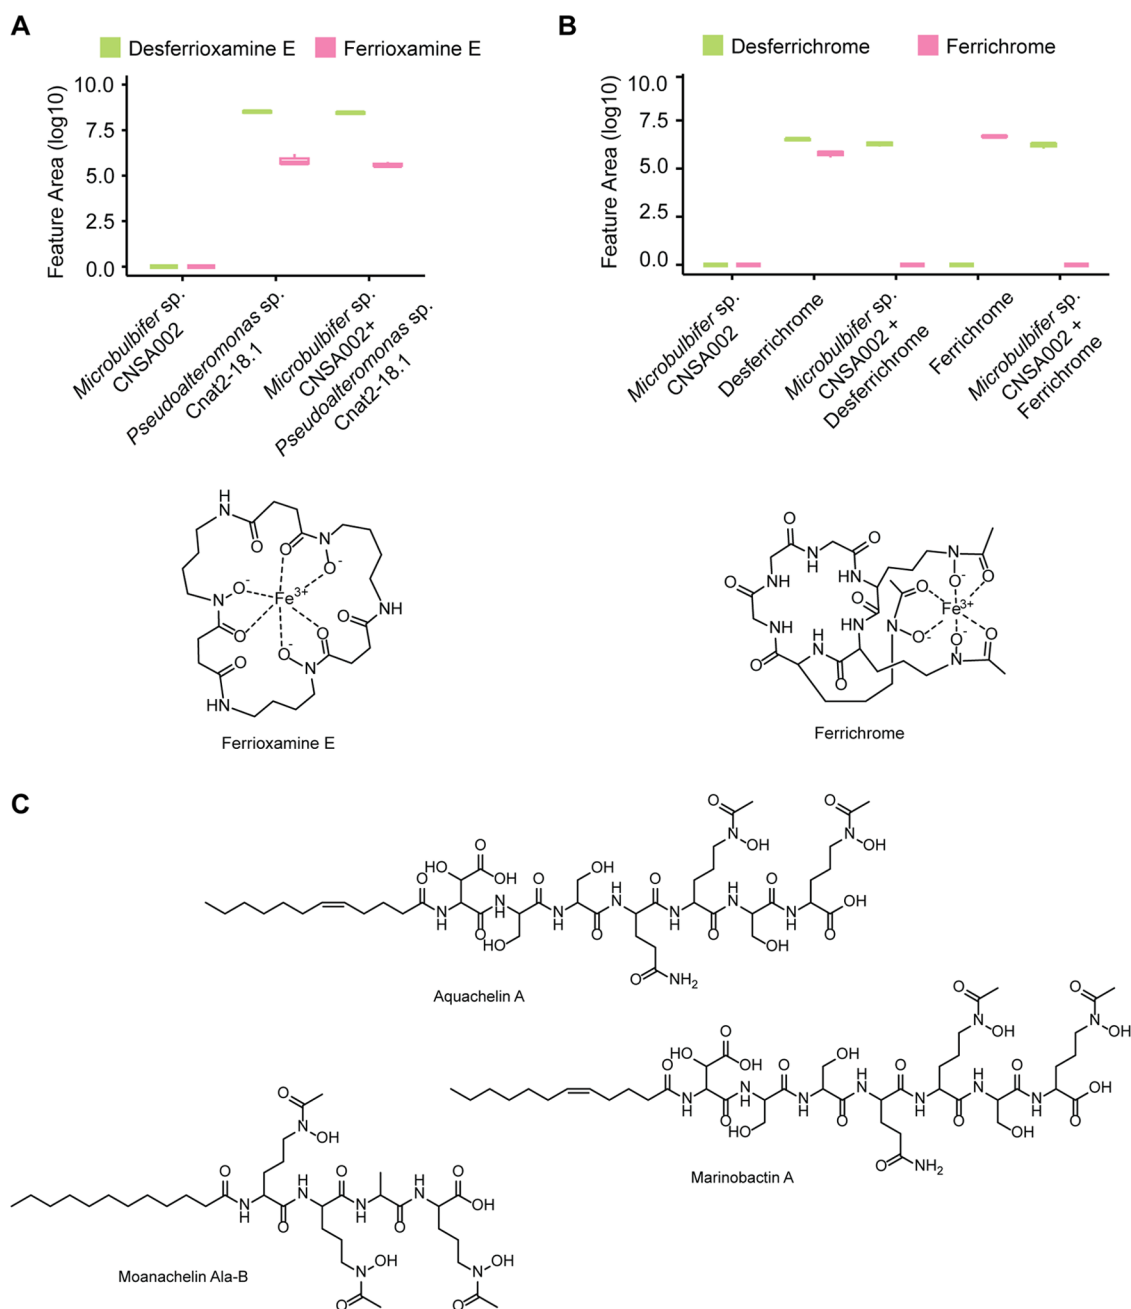 A
B
Desferrioxamine E
Ferrioxamine E
Desferrichrome
Ferrichrome
Feature Area (log10)
10.0
7.5
5.0
2.5
0.0
Microbulbifer sp.
CNSA002
Pseudoalteromonas sp.
Cnat2-18.1
Microbulbifer sp.
CNSA002+
Pseudoalteromonas sp.
Cnat2-18.1
Feature Area (log10)
10.0
7.5
5.0
2.5
0.0
Microbulbifer sp.
CNSA002
Desferrichrome
Microbulbifer sp.
CNSA002 +
Desferrichrome
Ferrichrome
Microbulbifer sp.
CNSA002 +
Ferrichrome
Fe3+
Ferrioxamine E
Fe3+
Ferrichrome
C
Aquachelin A
Marinobactin A
Moanachelin Ala-B